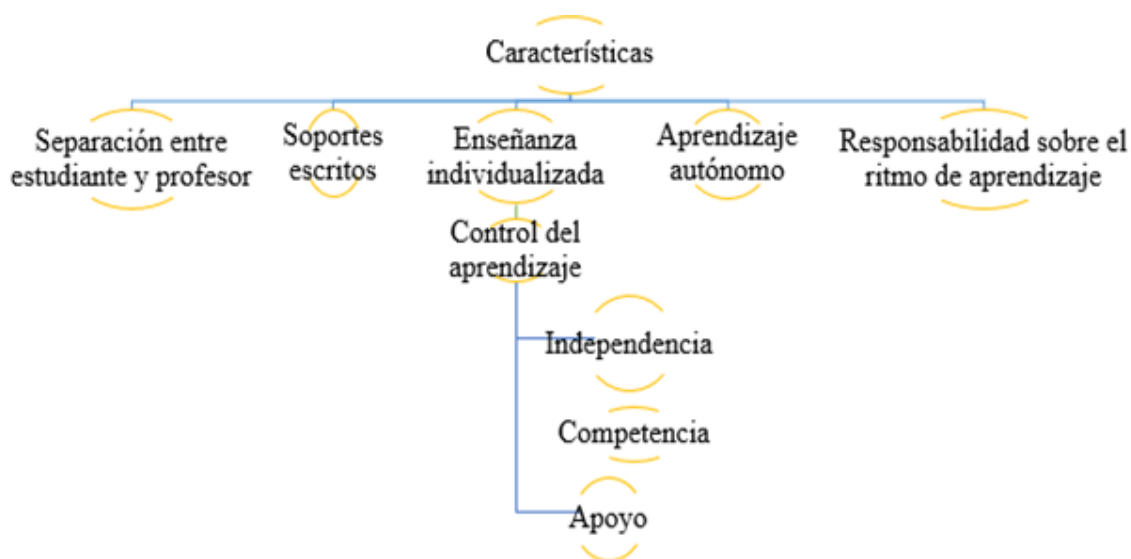 Características
Separación entre
estudiante y profesor
Soportes
escritos
Enseñanza
individualizada
Aprendizaje
autónomo
Responsabilidad sobre el
ritmo de aprendizaje
Control del
aprendizaje
Independencia
Competencia
Apoyo